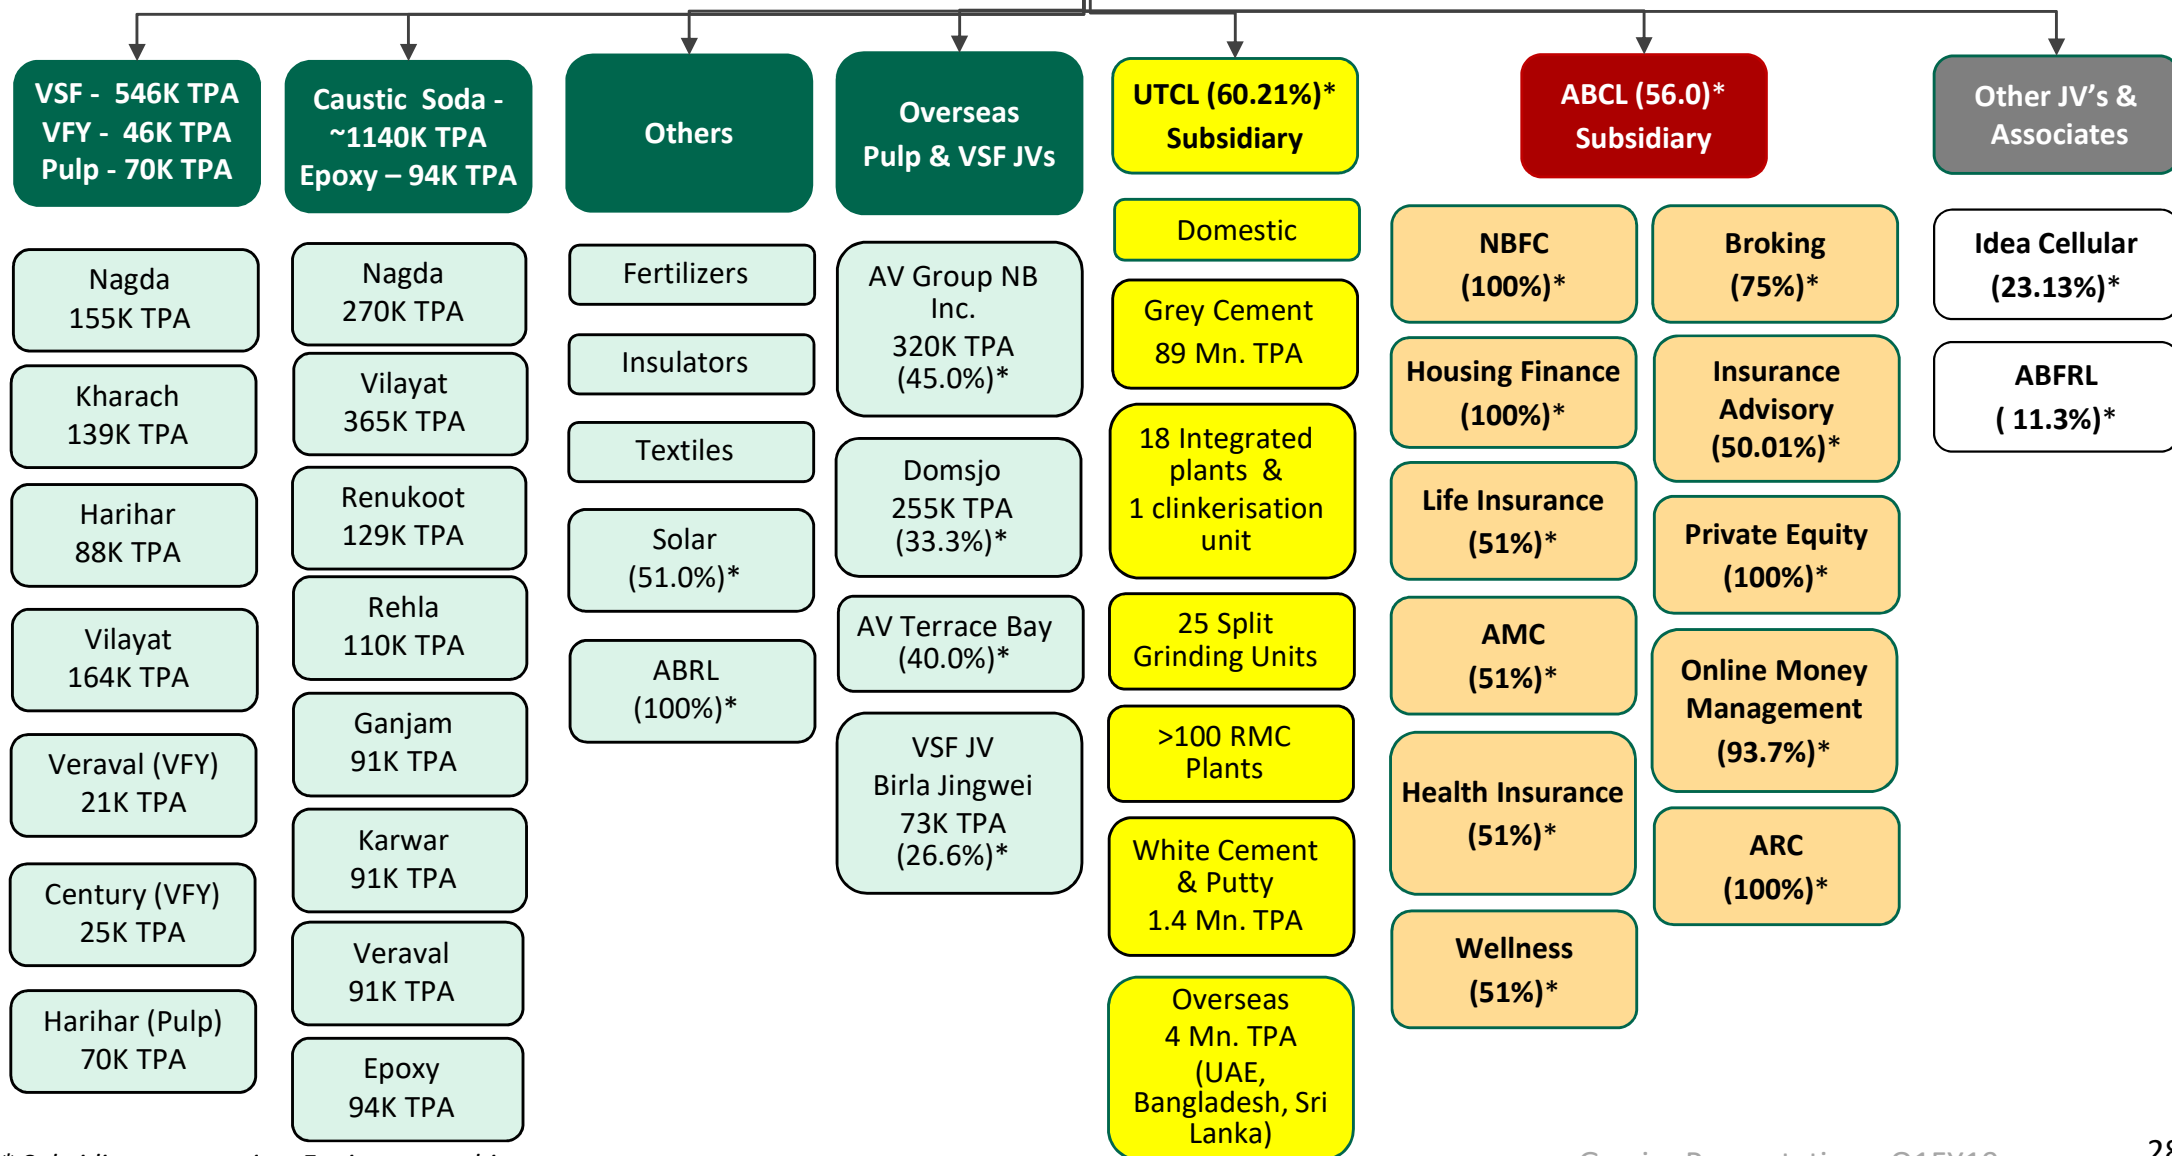 VSF - 546K TPA
VFY - 46K TPA
Pulp - 70K TPA
Nagda
155K TPA
Kharach
139K TPA
Harihar
88K TPA
Vilayat
164K TPA
Veraval (VFY)
21K TPA
Century (VFY)
25K TPA
Harihar (Pulp)
70K TPA
Caustic Soda -
~1140K TPA
Epoxy – 94K TPA
Nagda
270K TPA
Vilayat
365K TPA
Renukoot
129K TPA
Rehla
110K TPA
Ganjam
91K TPA
Karwar
91K TPA
Veraval
91K TPA
Epoxy
94K TPA
Others
Fertilizers
Insulators
Textiles
Solar
(51.0%)*
ABRL
(100%)*
Overseas
Pulp & VSF JVs
AV Group NB
Inc.
320K TPA
(45.0%)*
Domsjo
255K TPA
(33.3%)*
AV Terrace Bay
(40.0%)*
VSF JV
Birla Jingwei
73K TPA
(26.6%)*
UTCL (60.21%)*
Subsidiary
Domestic
Grey Cement
89 Mn. TPA
18 Integrated
plants &
1 clinkerisation
unit
25 Split
Grinding Units
>100 RMC
Plants
White Cement
& Putty
1.4 Mn. TPA
Overseas
4 Mn. TPA
(UAE,
Bangladesh, Sri
Lanka)
ABCL (56.0)*
Subsidiary
NBFC
(100%)*
Housing Finance
(100%)*
Life Insurance
(51%)*
AMC
(51%)*
Health Insurance
(51%)*
Wellness
(51%)*
Broking
(75%)*
Insurance
Advisory
(50.01%)*
Private Equity
(100%)*
Online Money
Management
(93.7%)*
ARC
(100%)*
Other JV's &
Associates
Idea Cellular
(23.13%)*
ABFRL
( 11.3%)*
28